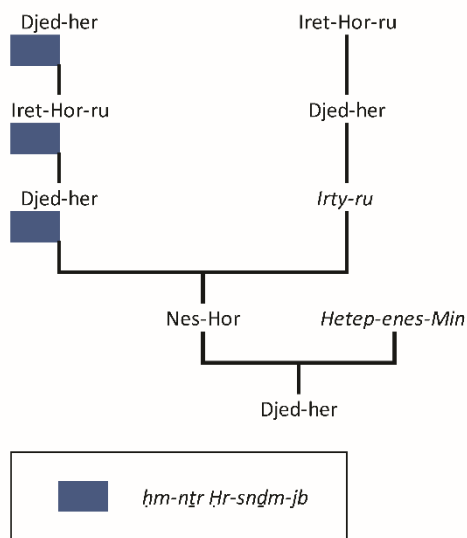 Djed-her Iret-Hor-ru
Iret-Hor-ru Djed-her
Djed-her Irty-ru
Nes-Hor Hetep-enes-Min
Djed-her
ḥm-nṯr Ḥr-snḏm-jb